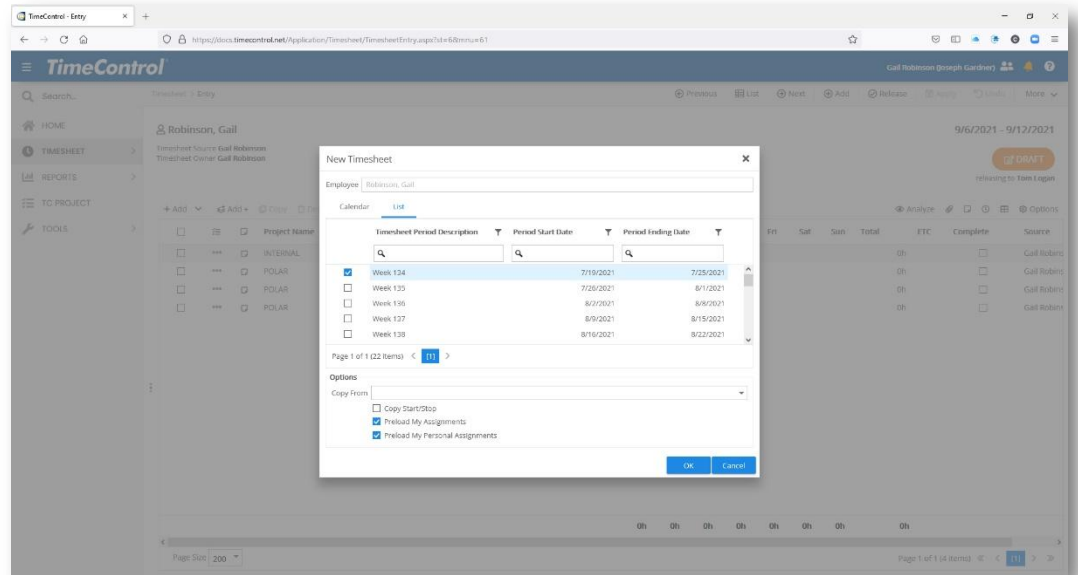 TimeControl - Entry
https://docs.timecontrol.net/Application/Timesheet/TimesheetEntry.aspx?sd=6&mnu=61
TimeControl
Gail Robinson (Joseph Gardner)
Search...
Timesheet > Entry
Previous List Next Add Release Apply Undo More
HOME
TIMESHEET
REPORTS
TC PROJECT
TOOLS
Robinson, Gail
9/6/2021 - 9/12/2021
Timesheet Source Gail Robinson
Timesheet Owner Gail Robinson
DRAFT
releasing to Tom Logan
+ Add Add + Copy
Analyze Options
Project Name Fri Sat Sun Total ETC Complete Source
INTERNAL 0h Gail Robins
POLAR 0h Gail Robins
POLAR 0h Gail Robins
POLAR 0h Gail Robins
New Timesheet
Employee Robinson, Gail
Calendar List
Timesheet Period Description Period Start Date Period Ending Date
Week 134 7/19/2021 7/25/2021
Week 135 7/26/2021 8/1/2021
Week 136 8/2/2021 8/8/2021
Week 137 8/9/2021 8/15/2021
Week 138 8/16/2021 8/22/2021
Page 1 of 1 (22 items) < [1] >
Options
Copy From
Copy Start/Stop
Preload My Assignments
Preload My Personal Assignments
OK Cancel
0h 0h 0h 0h 0h 0h 0h 0h
Page Size 200
Page 1 of 1 (4 items) [1]